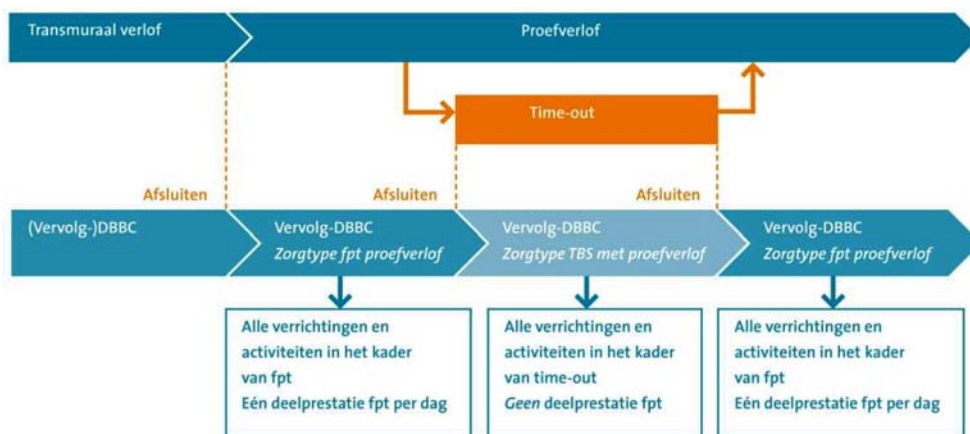 Transmuraal verlof
Proefverlof
Time-out
Afsluiten
Afsluiten
Afsluiten
(Vervolg-)DBBC
Vervolg-DBBC
Zorgtype fpt proefverlof
Vervolg-DBBC
Zorgtype TBS met proefverlof
Vervolg-DBBC
Zorgtype fpt proefverlof
Alle verrichtingen en
activiteiten in het kader
van fpt
Eén deelprestatie fpt per dag
Alle verrichtingen en
activiteiten in het kader
van time-out
Geen deelprestatie fpt
Alle verrichtingen en
activiteiten in het kader
van fpt
Eén deelprestatie fpt per dag